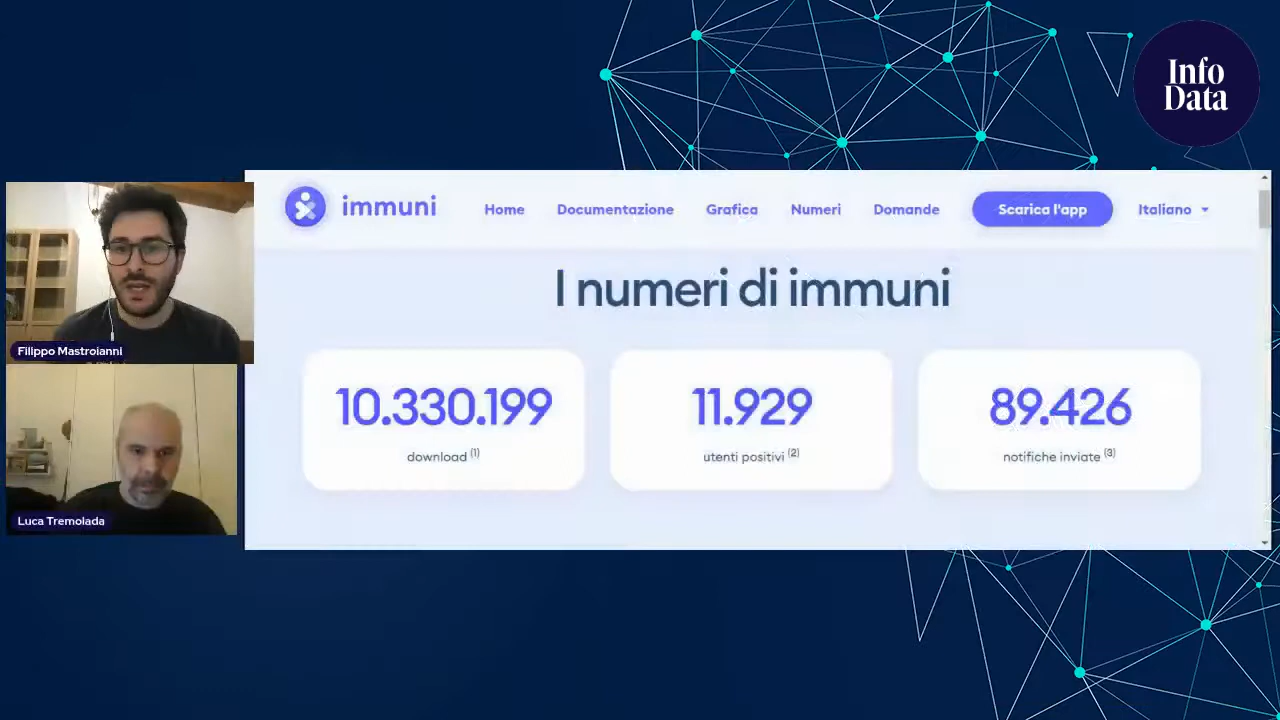 Info
Data
immuni
Home
Documentazione
Grafica
Numeri
Domande
Scarica l'app
Italiano
I numeri di immuni
10.330.199
download (1)
11.929
utenti positivi (2)
89.426
notifiche inviate (3)
Filippo Mastroianni
Luca Tremolada